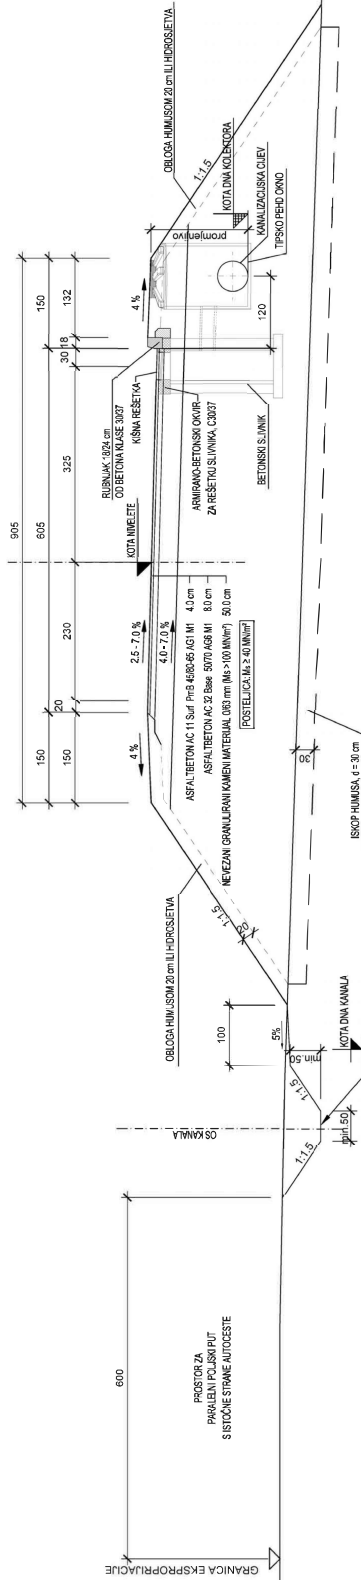 GRANICA EKSPROPRIJACIJE
600
PROSTOR ZA
PARALELNI POLJSKI PUT
S ISTOČNE STRANE AUTOCESTE
OS KANALA
1:1.5
min.50
1:1.5
min.50
KOTA DNA KANALA
100
5%
OBLOGA HUMUSOM 20 cm ILI HIDROSJETVA
1:1.5
20
905
150
605
150
150
20
230
325
30
18
132
4 %
2.5 - 7.0 %
4.0 - 7.0 %
KOTA NIVELETE
4 %
ASFALTBETON AC 11 Surf PmB 45/80-65 AG1 M1 4.0 cm
ASFALTBETON AC 32 Base 50/70 AG6 M1 8.0 cm
NEVEZANI GRANULIRANI KAMENI MATERIJAL 0/63 mm (Ms >100 MN/m²) 50.0 cm
POSTELJICA: Ms ≥ 40 MN/m²
30
ISKOP HUMUSA, d = 30 cm
RUBNJAK 18/24 cm
OD BETONA KLASE 30/37
KIŠNA REŠETKA
ARMIRANO-BETONSKI OKVIR
ZA REŠETKU SLIVNIKA, C30/37
BETONSKI SLIVNIK
120
promjenjivo
OBLOGA HUMUSOM 20 cm ILI HIDROSJETVA
1:1.5
KOTA DNA KOLEKTORA
KANALIZACIJSKA CIJEV
TIPSKO PEHD OKNO